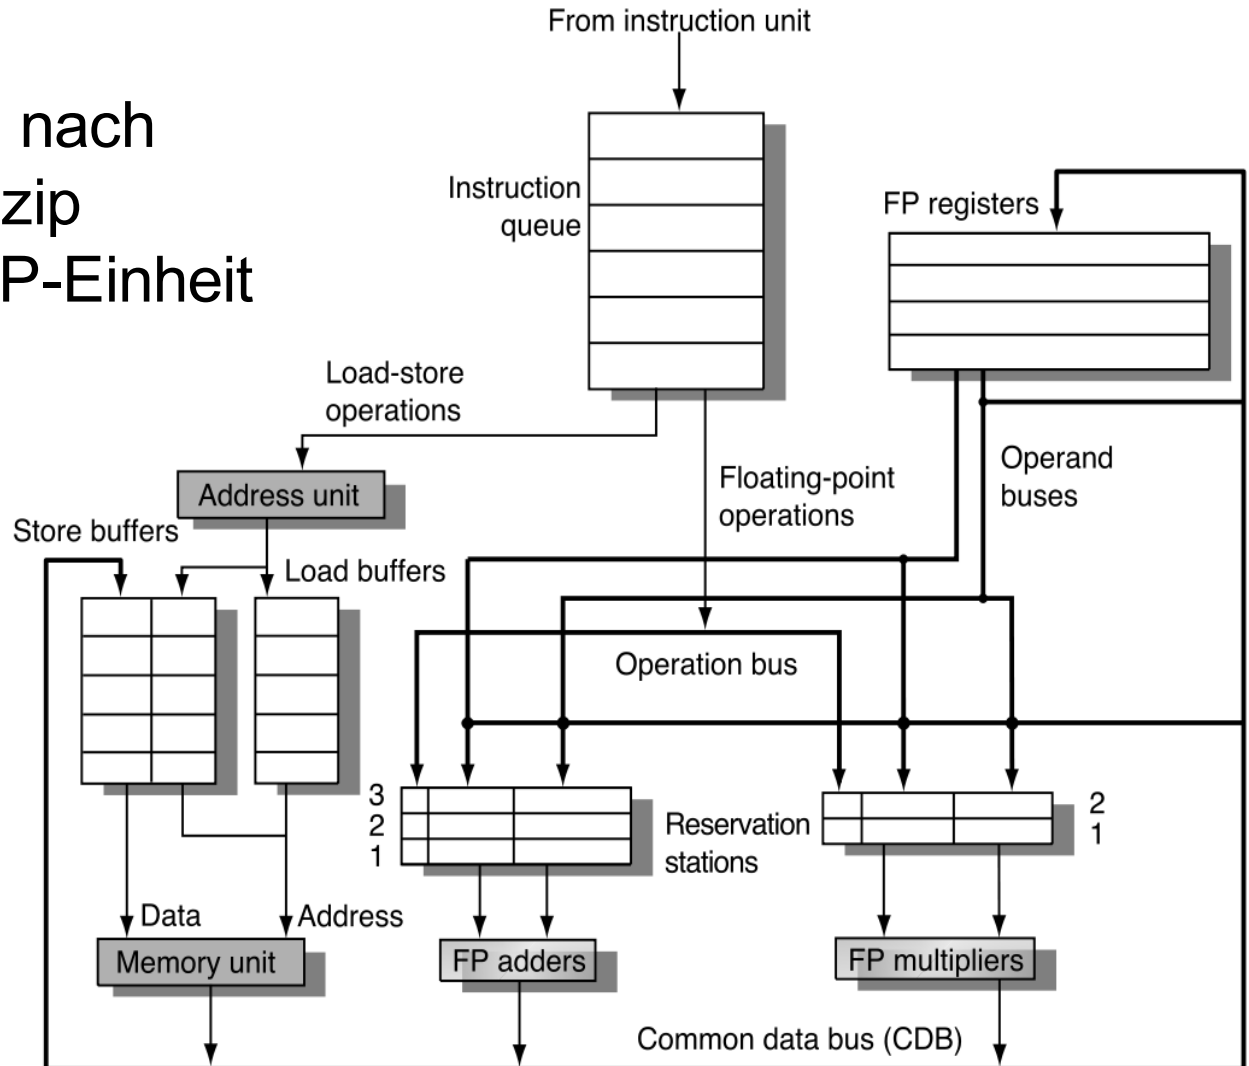 From instruction unit
nach
zip
P-Einheit
Instruction
queue
FP registers
Load-store
operations
Address unit
Floating-point
operations
Operand
buses
Store buffers
Load buffers
Operation bus
3
2
1
Reservation
stations
2
1
Data
Address
Memory unit
FP adders
FP multipliers
Common data bus (CDB)